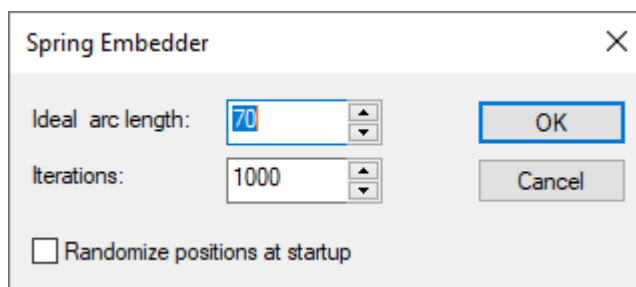 Spring Embedder
Ideal arc length: 70 OK
Iterations: 1000 Cancel
Randomize positions at startup